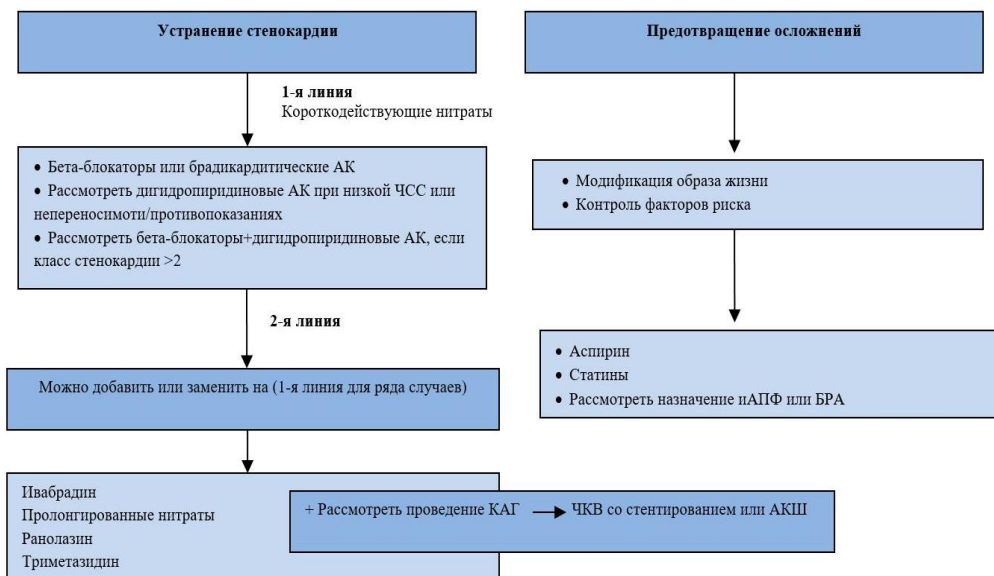 Устранение стенокардии
1-я линия
Короткодействующие нитраты
• Бета-блокаторы или брадикардитические АК
• Рассмотреть дигидропиридиновые АК при низкой ЧСС или
непереносимоти/противопоказаниях
• Рассмотреть бета-блокаторы+дигидропиридиновые АК, если
класс стенокардии >2
2-я линия
Можно добавить или заменить на (1-я линия для ряда случаев)
Ивабрадин
Пролонгированные нитраты
Ранолазин
Триметазидин
+ Рассмотреть проведение КАГ → ЧКВ со стентированием или АКШ
Предотвращение осложнений
• Модификация образа жизни
• Контроль факторов риска
• Аспирин
• Статины
• Рассмотреть назначение иАПФ или БРА